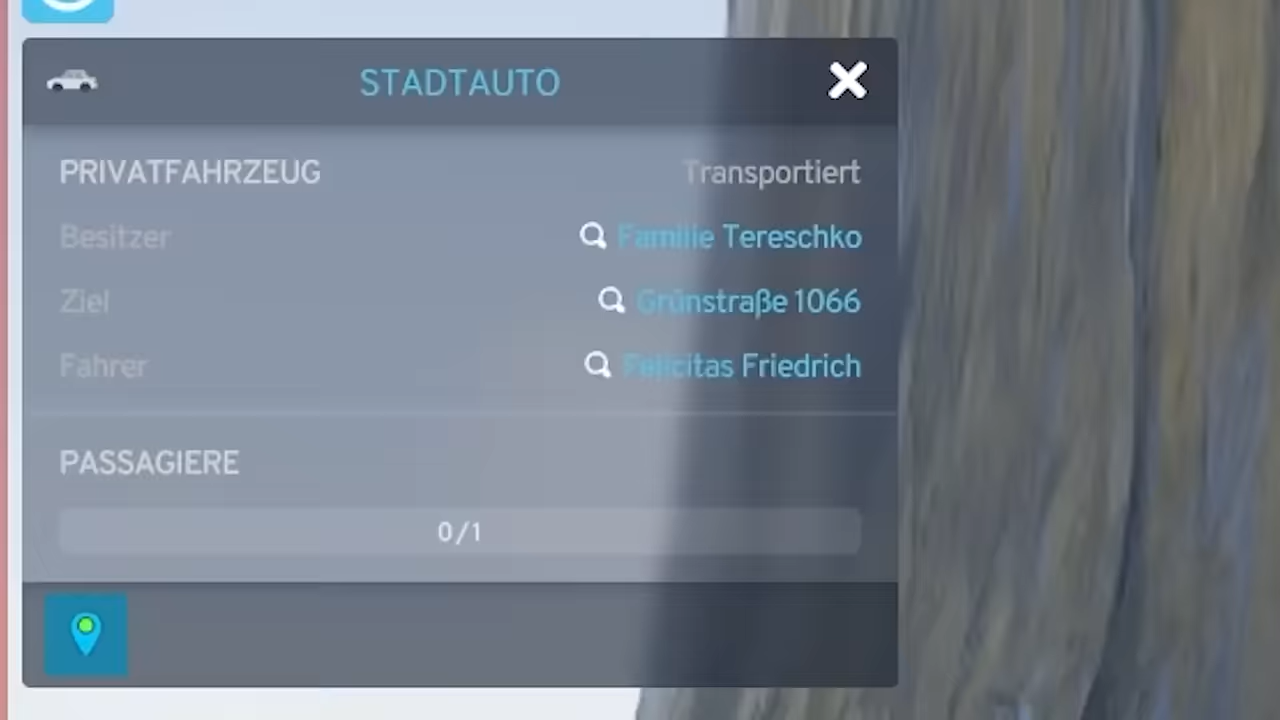 STADTAUTO
PRIVATFAHRZEUG Transportiert
Besitzer Familie Tereschko
Ziel Grünstraße 1066
Fahrer Felicitas Friedrich
PASSAGIERE
0/1